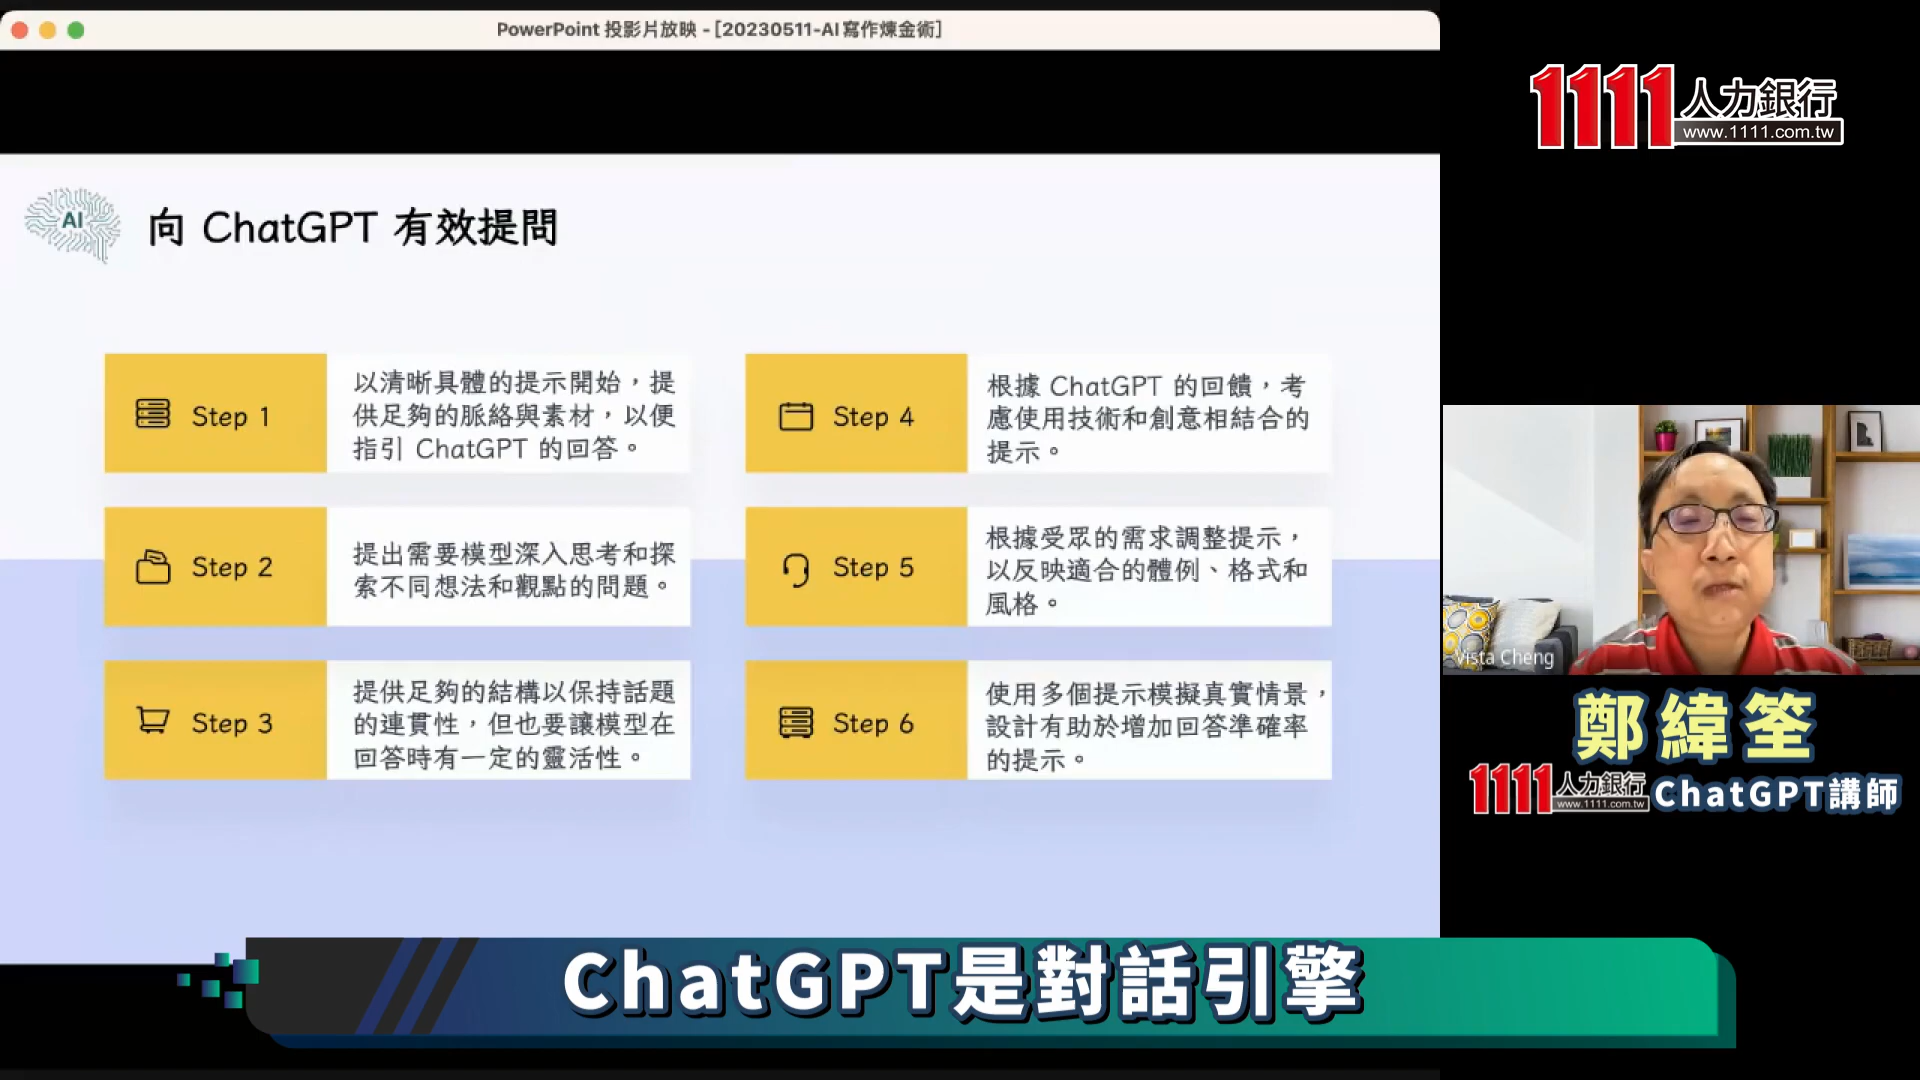 PowerPoint 投影片放映 - [20230511-AI寫作煉金術]
AI
向 ChatGPT 有效提問
Step 1
以清晰具體的提示開始，提
供足夠的脈絡與素材，以便
指引 ChatGPT 的回答。
Step 2
提出需要模型深入思考和探
索不同想法和觀點的問題。
Step 3
提供足夠的結構以保持話題
的連貫性，但也要讓模型在
回答時有一定的靈活性。
Step 4
根據 ChatGPT 的回饋，考
慮使用技術和創意相結合的
提示。
Step 5
根據受眾的需求調整提示，
以反映適合的體例、格式和
風格。
Step 6
使用多個提示模擬真實情景，
設計有助於增加回答準確率
的提示。
1111人力銀行
www.1111.com.tw
Vista Cheng
鄭緯筌
1111人力銀行
www.1111.com.tw
ChatGPT講師
ChatGPT是對話引擎